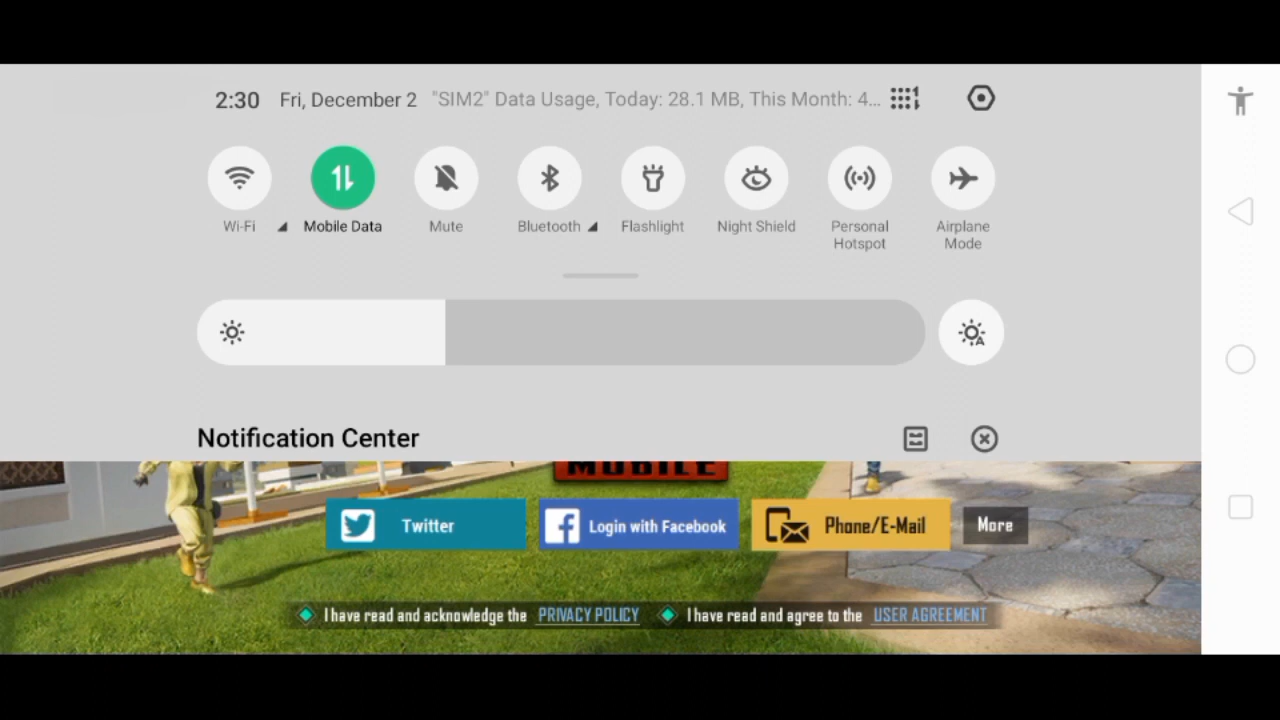 2:30 Fri, December 2 "SIM2" Data Usage, Today: 28.1 MB, This Month: 4...
Wi-Fi Mobile Data Mute Bluetooth Flashlight Night Shield Personal Hotspot Airplane Mode
Notification Center
MOBILE
Twitter Login with Facebook Phone/E-Mail More
I have read and acknowledge the PRIVACY POLICY I have read and agree to the USER AGREEMENT